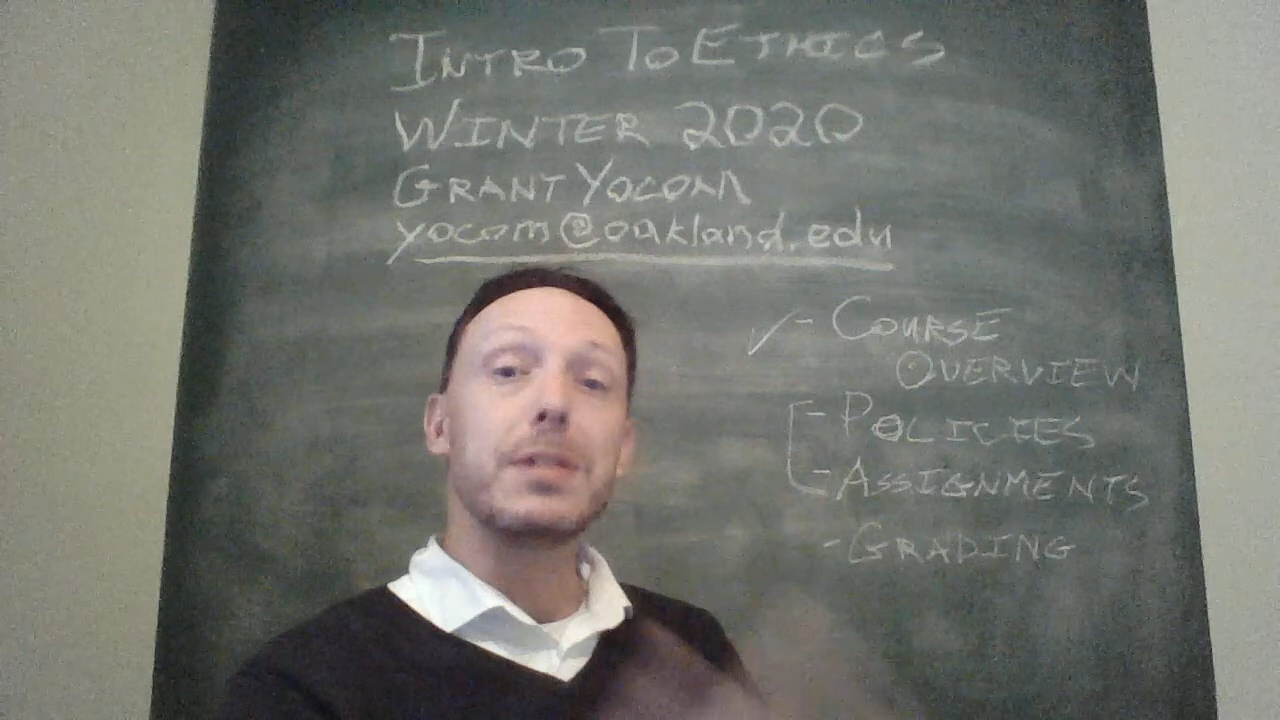 INTRO TO ETHICS
WINTER 2020
GRANT YOCOM
yocom@oakland.edu
✓ - COURSE
OVERVIEW
- POLICIES
- ASSIGNMENTS
- GRADING